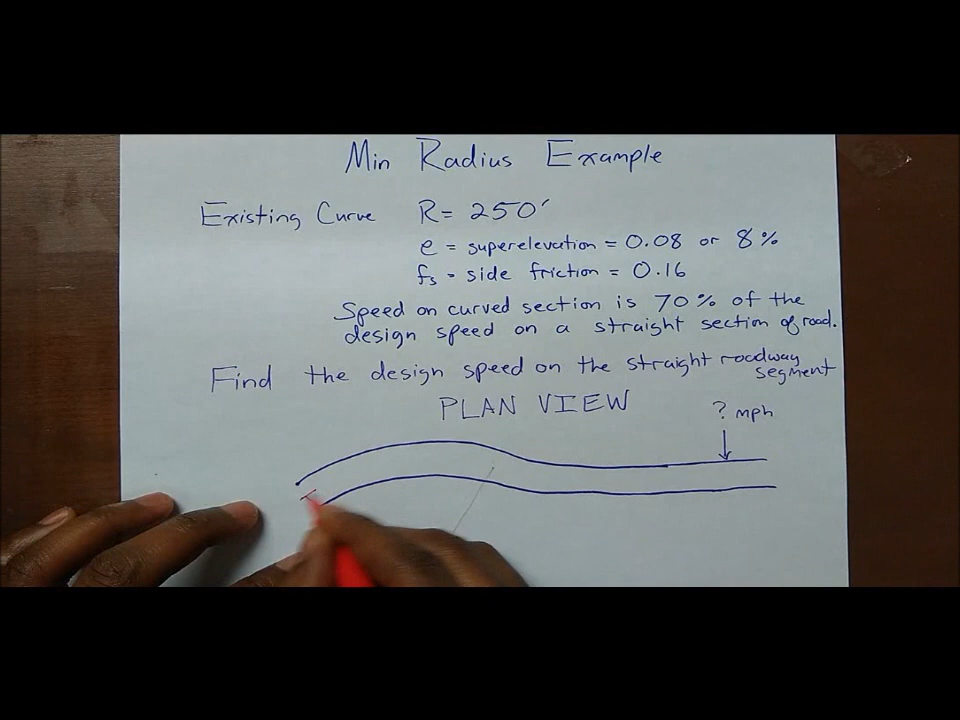 Min Radius Example
Existing Curve R = 250'
e = superelevation = 0.08 or 8%
fs = side friction = 0.16
Speed on curved section is 70% of the
design speed on a straight section of road.
Find the design speed on the straight roadway
segment
PLAN VIEW
? mph